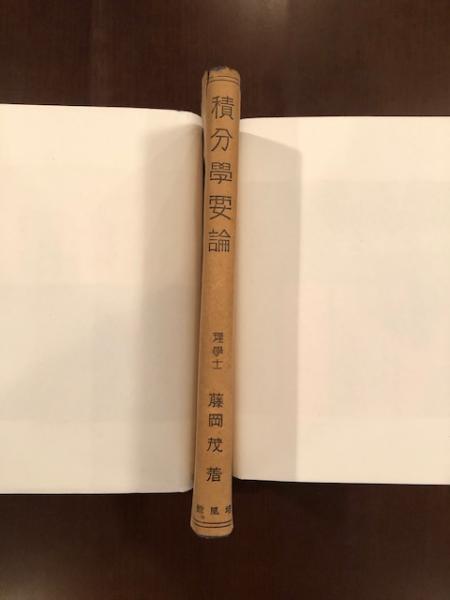 積分學要論
理學士 藤岡茂 著
培風館